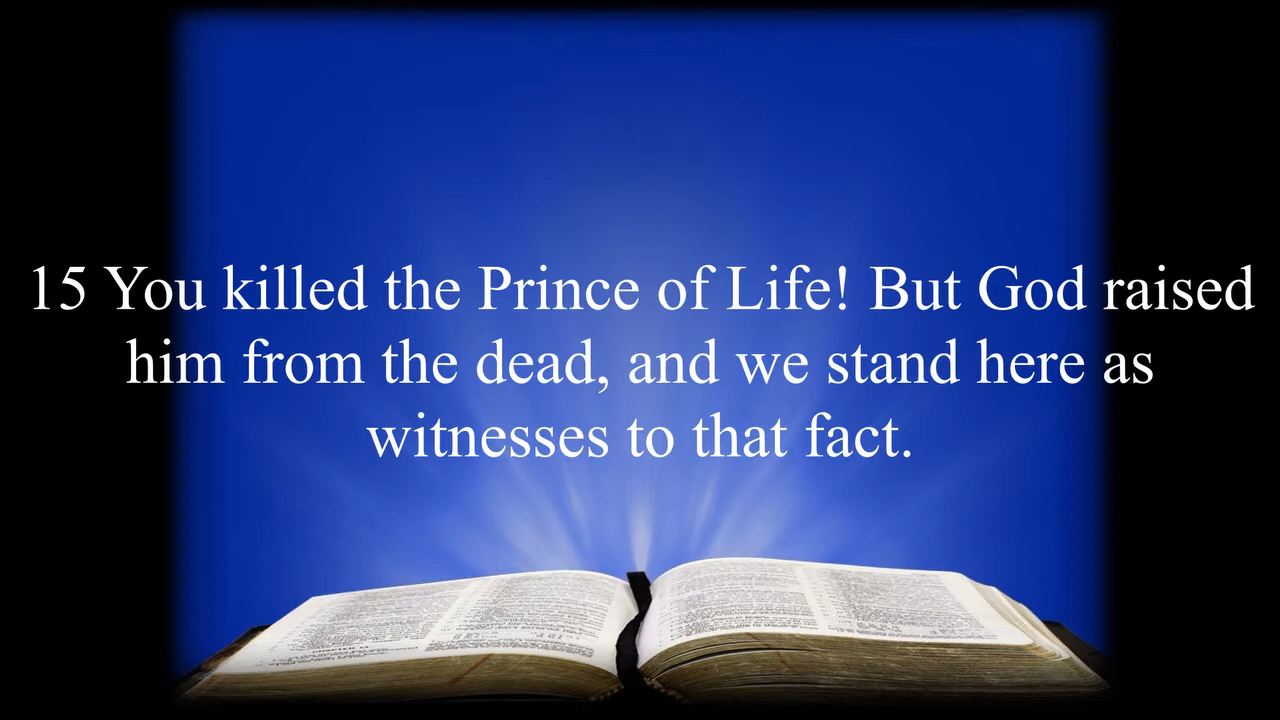 15 You killed the Prince of Life! But God raised
him from the dead, and we stand here as
witnesses to that fact.